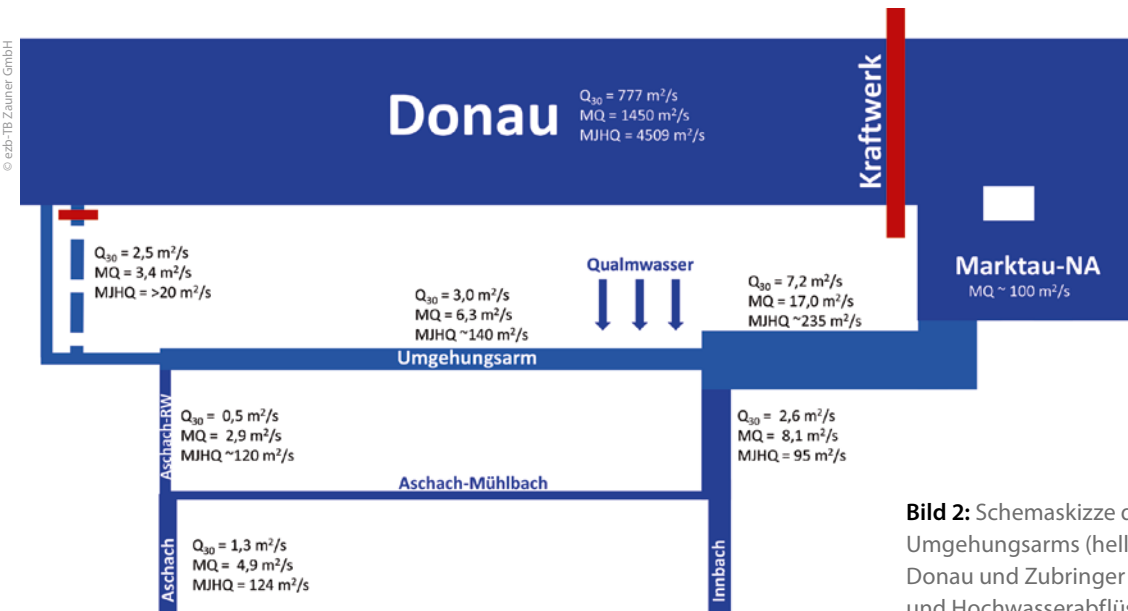 © ezb-TB Zauner GmbH
Donau
Q₃₀ = 777 m²/s
MQ = 1450 m²/s
MJHQ = 4509 m²/s
Kraftwerk
Q₃₀ = 2,5 m²/s
MQ = 3,4 m²/s
MJHQ = >20 m²/s
Qualmwasser
Marktau-NA
MQ ~ 100 m²/s
Q₃₀ = 3,0 m²/s
MQ = 6,3 m²/s
MJHQ ~140 m²/s
Q₃₀ = 7,2 m²/s
MQ = 17,0 m²/s
MJHQ ~235 m²/s
Umgehungsarm
Aschach-RW
Q₃₀ = 0,5 m²/s
MQ = 2,9 m²/s
MJHQ ~120 m²/s
Q₃₀ = 2,6 m²/s
MQ = 8,1 m²/s
MJHQ = 95 m²/s
Aschach-Mühlbach
Aschach
Q₃₀ = 1,3 m²/s
MQ = 4,9 m²/s
MJHQ = 124 m²/s
Innbach
Bild 2: Schemaskizze
Umgehungsarms (hell
Donau und Zubringer